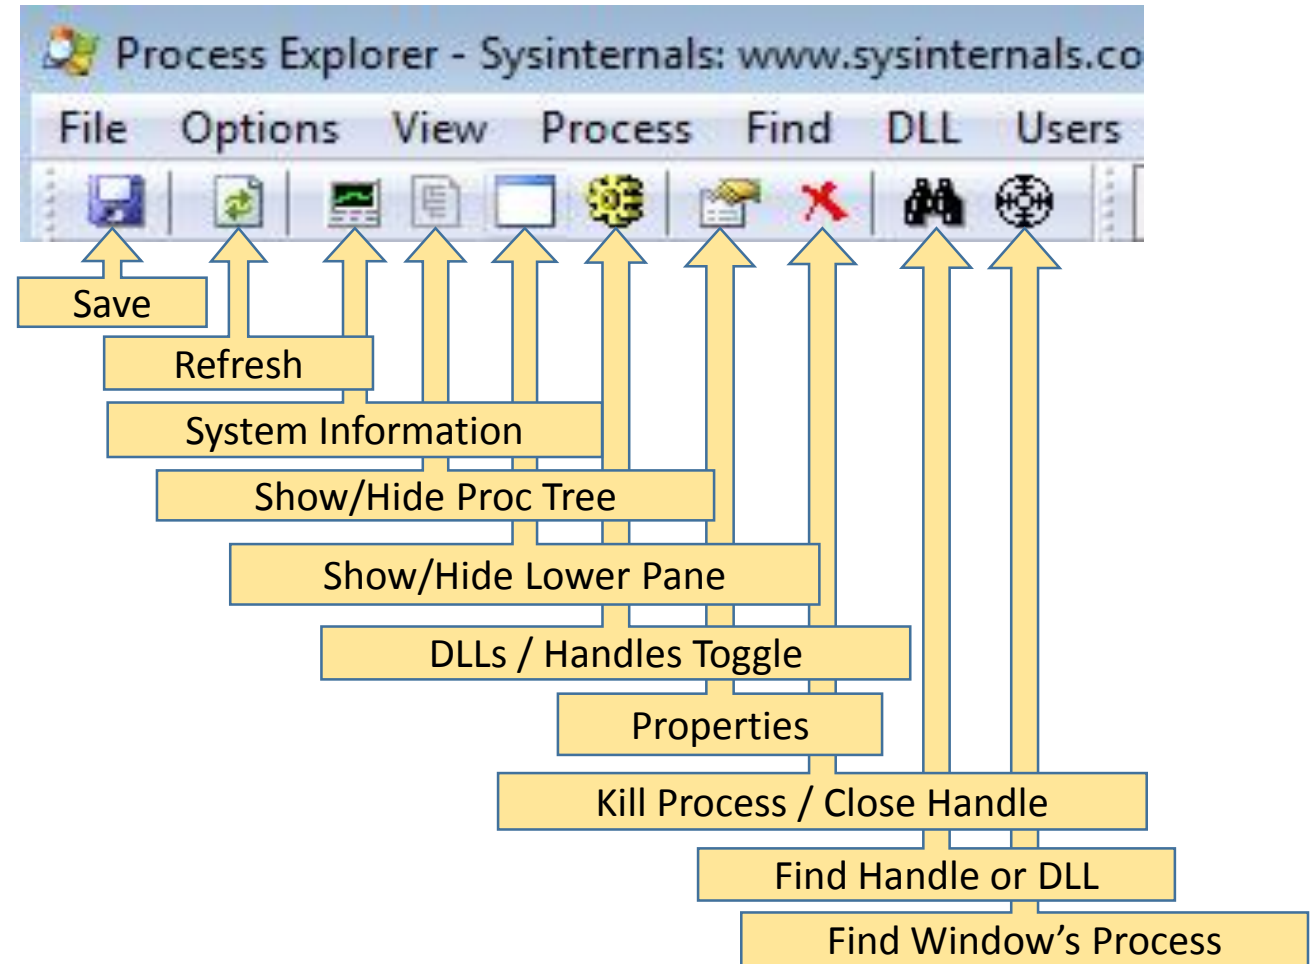 Process Explorer - Sysinternals: www.sysinternals.co
File Options View Process Find DLL Users
Save
Refresh
System Information
Show/Hide Proc Tree
Show/Hide Lower Pane
DLLs / Handles Toggle
Properties
Kill Process / Close Handle
Find Handle or DLL
Find Window’s Process